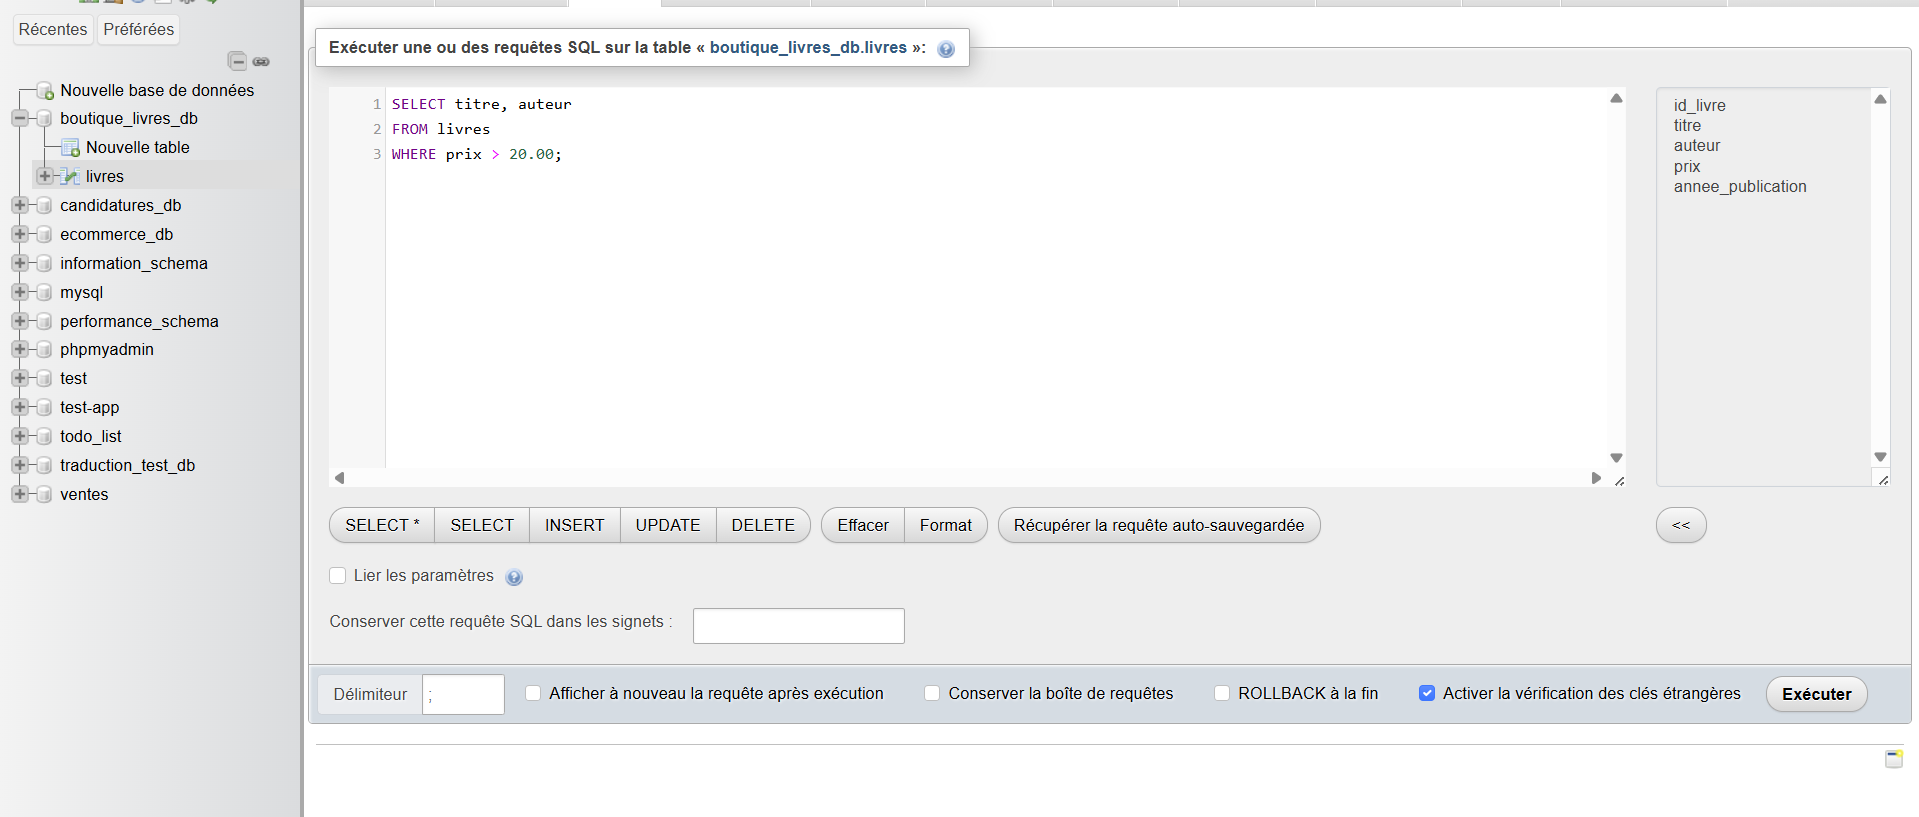 Récentes
Préférées
Nouvelle base de données
boutique_livres_db
Nouvelle table
livres
candidatures_db
ecommerce_db
information_schema
mysql
performance_schema
phpmyadmin
test
test-app
todo_list
traduction_test_db
ventes
Exécuter une ou des requêtes SQL sur la table « boutique_livres_db.livres »:
1 SELECT titre, auteur
2 FROM livres
3 WHERE prix > 20.00;
id_livre
titre
auteur
prix
annee_publication
SELECT * SELECT INSERT UPDATE DELETE Effacer Format Récupérer la requête auto-sauvegardée <<
Lier les paramètres
Conserver cette requête SQL dans les signets :
Délimiteur ; Afficher à nouveau la requête après exécution Conserver la boîte de requêtes ROLLBACK à la fin Activer la vérification des clés étrangères Exécuter